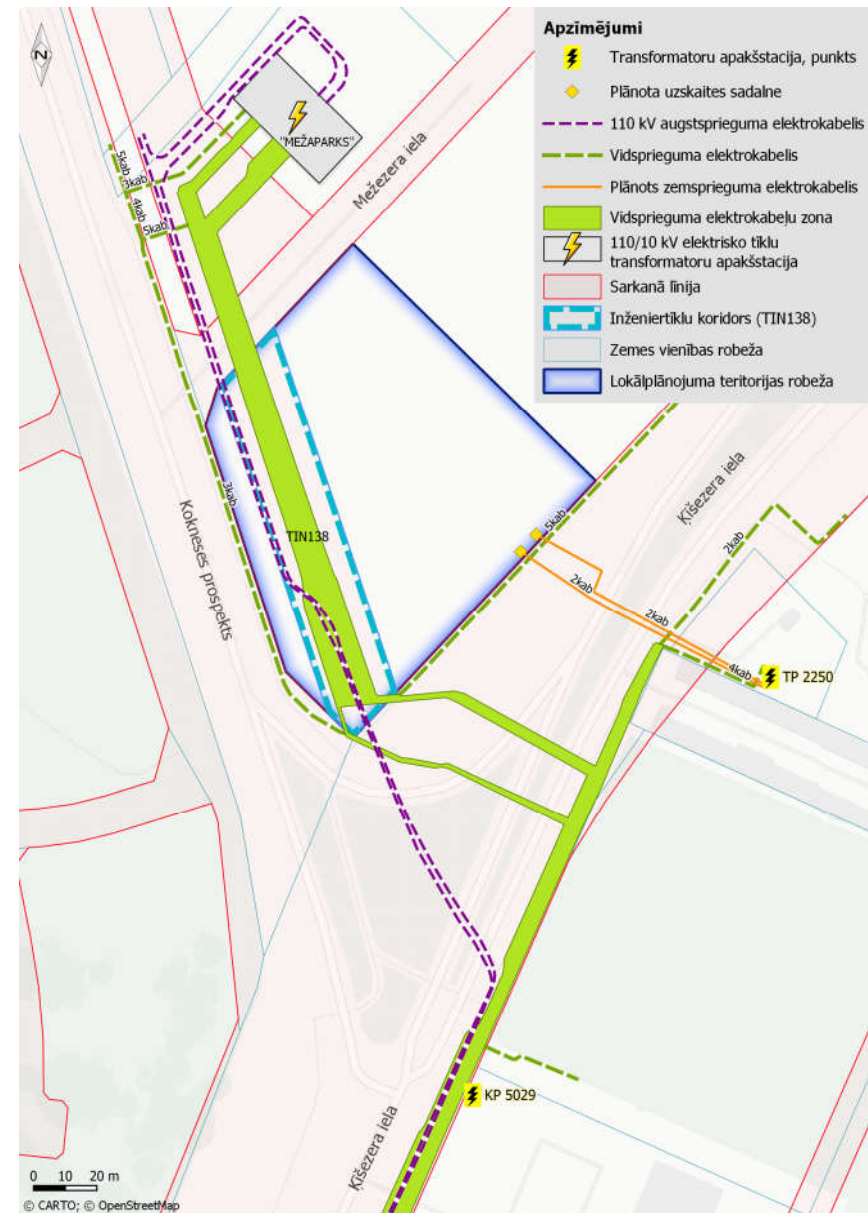 Apzīmējumi
Transformatoru apakšstacija, punkts
Plānota uzskaites sadalne
110 kV augstsprieguma elektrokabelis
Vidsprieguma elektrokabelis
Plānots zemsprieguma elektrokabelis
Vidsprieguma elektrokabeļu zona
110/10 kV elektrisko tīklu
transformatoru apakšstacija
Sarkanā līnija
Inženiertīklu koridors (TIN138)
Zemes vienības robeža
Lokālplānojuma teritorijas robeža
Z
"MEŽAPARKS"
Mežezera iela
5kab
3kab
4kab
5kab
3kab
TIN138
Kokneses prospekts
5kab
Ķīšezera iela
2kab
2kab
2kab
4kab
TP 2250
KP 5029
Ķīšezera iela
0 10 20 m
© CARTO; © OpenStreetMap